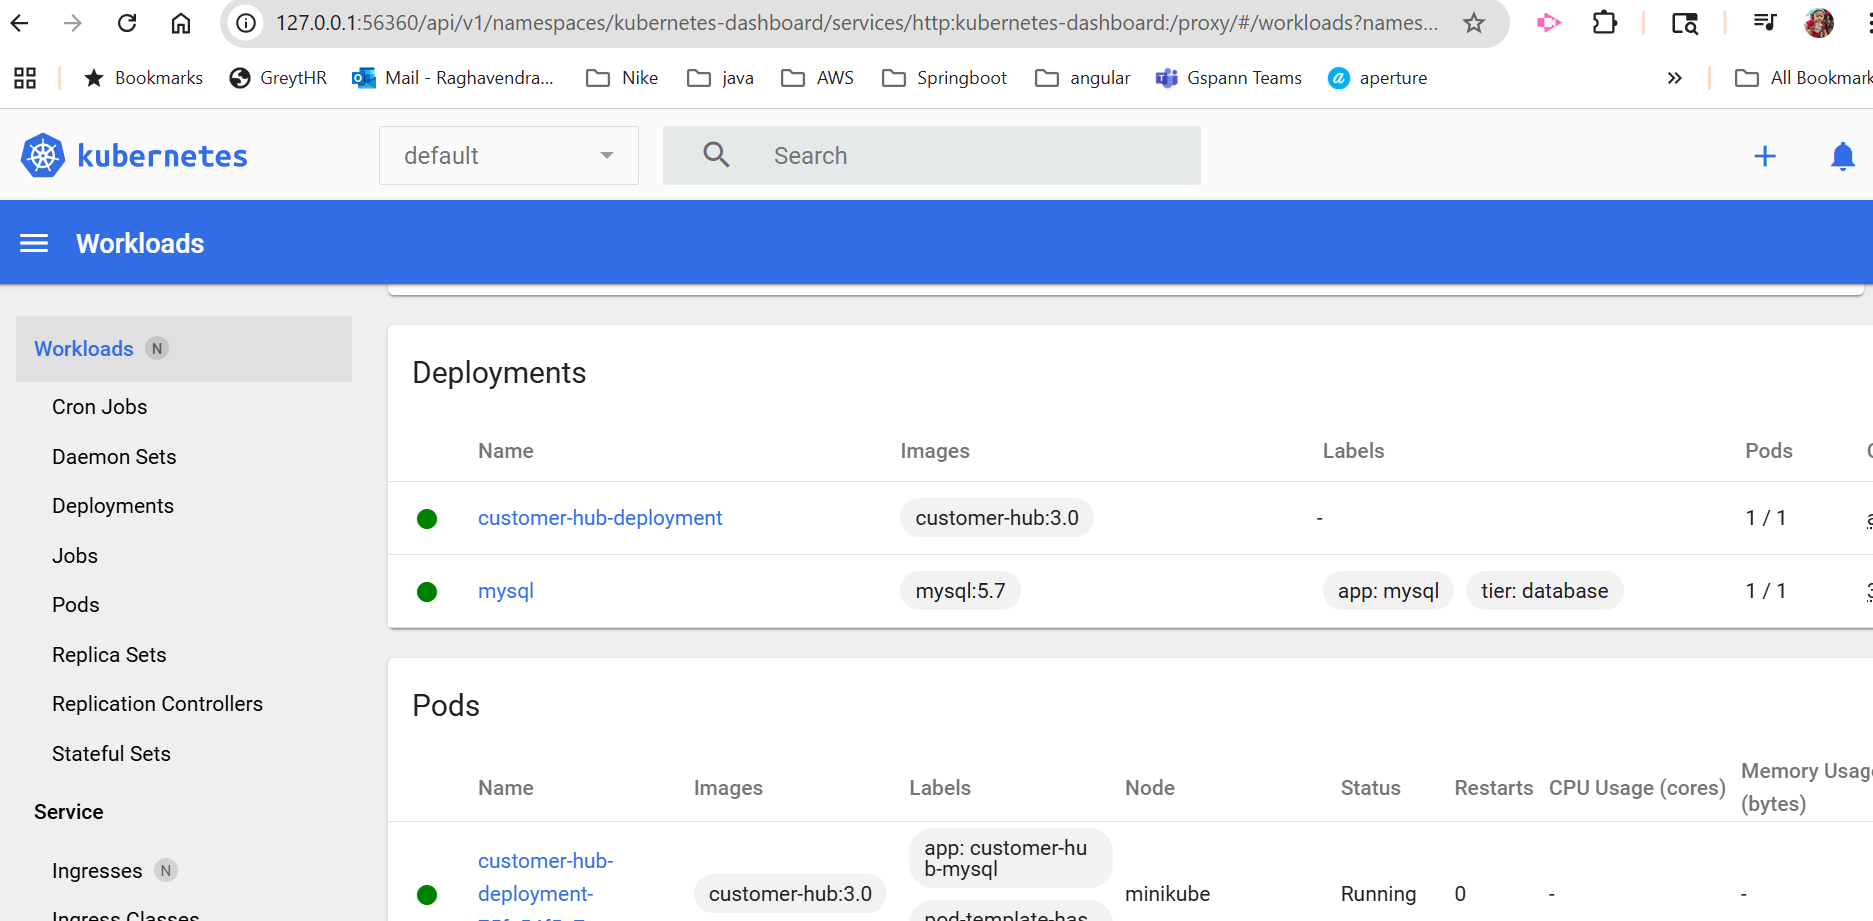 127.0.0.1:56360/api/v1/namespaces/kubernetes-dashboard/services/http:kubernetes-dashboard:/proxy/#/workloads?names...
Bookmarks GreytHR Mail - Raghavendra... Nike java AWS Springboot angular Gspann Teams aperture » All Bookmark
kubernetes default Search
Workloads
Workloads N
Cron Jobs
Daemon Sets
Deployments
Jobs
Pods
Replica Sets
Replication Controllers
Stateful Sets
Service
Ingresses N
Ingress Classes
Deployments
Name Images Labels Pods
customer-hub-deployment customer-hub:3.0 - 1 / 1
mysql mysql:5.7 app: mysql tier: database 1 / 1
Pods
Name Images Labels Node Status Restarts CPU Usage (cores) Memory Usage
(bytes)
customer-hub-
deployment-
customer-hub:3.0
app: customer-hu
b-mysql
pod-template-has
minikube Running 0 - -